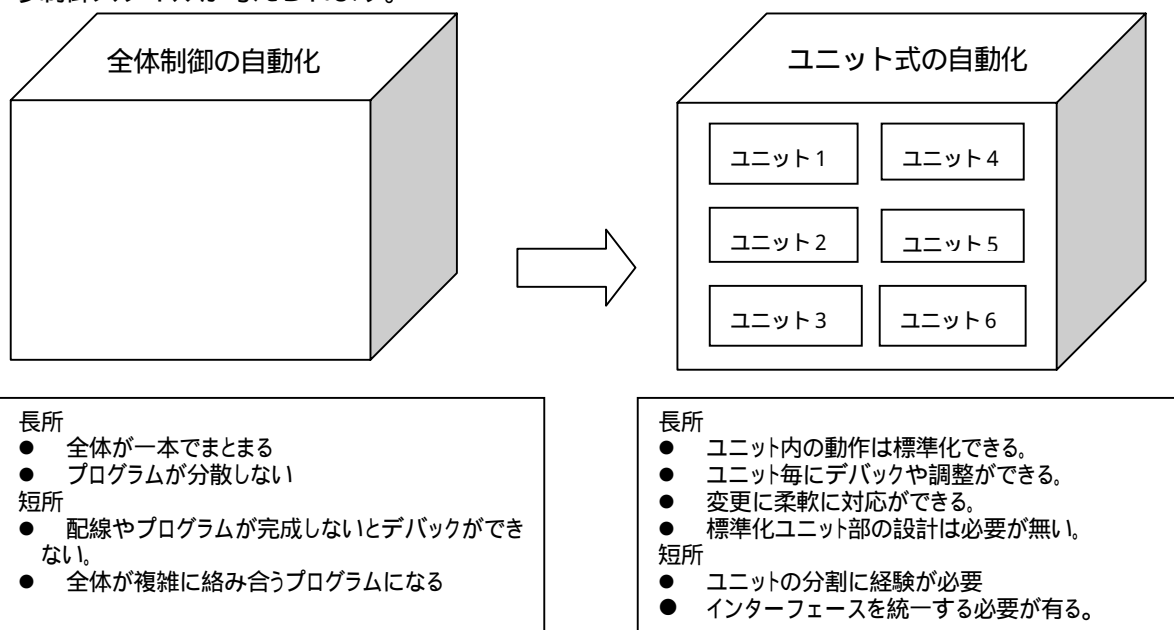 全体制御の自動化
ユニット式の自動化
ユニット1
ユニット4
ユニット2
ユニット5
ユニット3
ユニット6
長所
● 全体が一本でまとまる
● プログラムが分散しない
短所
● 配線やプログラムが完成しないとデバックができ
ない。
● 全体が複雑に絡み合うプログラムになる
長所
● ユニット内の動作は標準化できる。
● ユニット毎にデバックや調整ができる。
● 変更に柔軟に対応ができる。
● 標準化ユニット部の設計は必要が無い。
短所
● ユニットの分割に経験が必要
● インターフェースを統一する必要が有る。